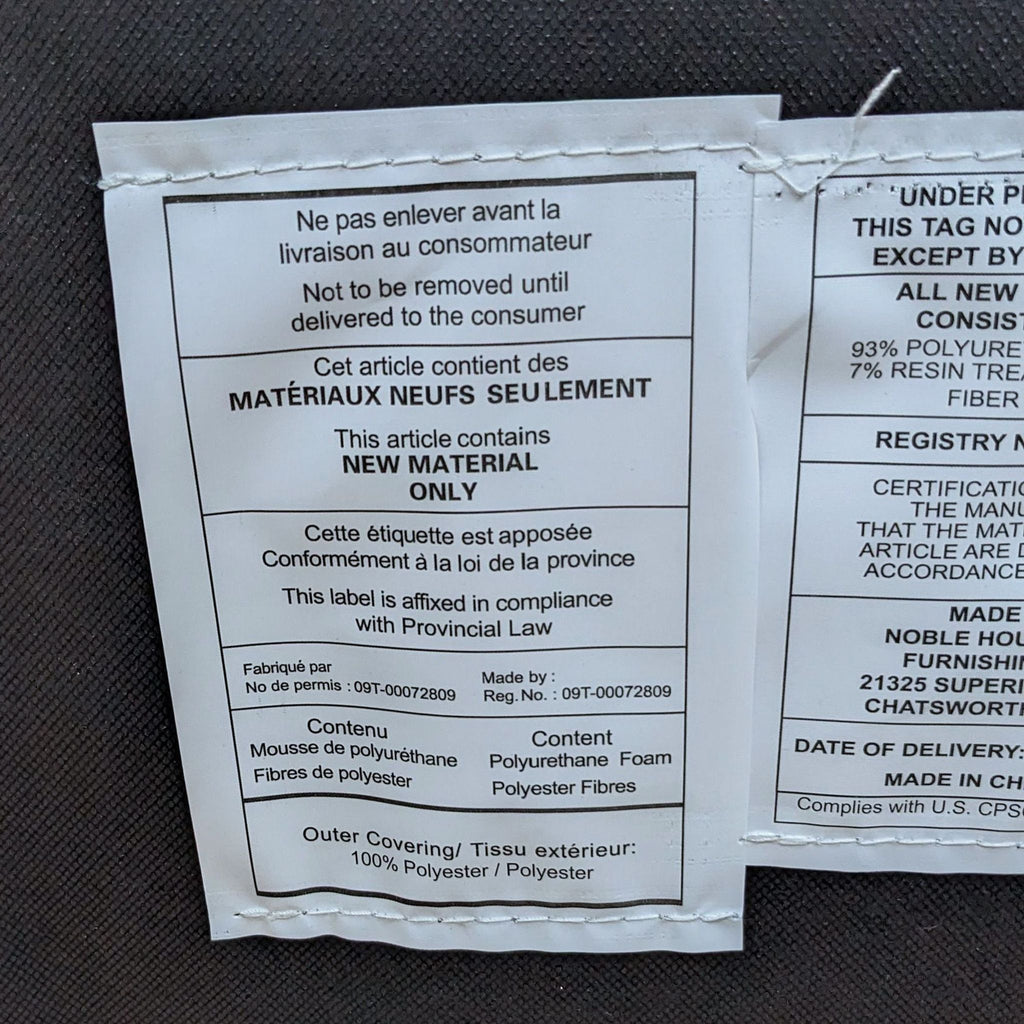 Ne pas enlever avant la
livraison au consommateur
Not to be removed until
delivered to the consumer
Cet article contient des
MATÉRIAUX NEUFS SEULEMENT
This article contains
NEW MATERIAL
ONLY
Cette étiquette est apposée
Conformément à la loi de la province
This label is affixed in compliance
with Provincial Law
Fabriqué par
No de permis : 09T-00072809
Made by :
Reg. No. : 09T-00072809
Contenu
Mousse de polyuréthane
Fibres de polyester
Content
Polyurethane Foam
Polyester Fibres
Outer Covering/ Tissu extérieur:
100% Polyester / Polyester
UNDER
THIS TAG
EXCEPT BY
ALL NEW
93%
7% RESIN
FIBER
REGISTRY
THE
THAT THE
ARTICLE ARE
ACCORDANCE
MADE
NOBLE
21325
DATE OF DELIVERY:
MADE IN
Complies with U.S.